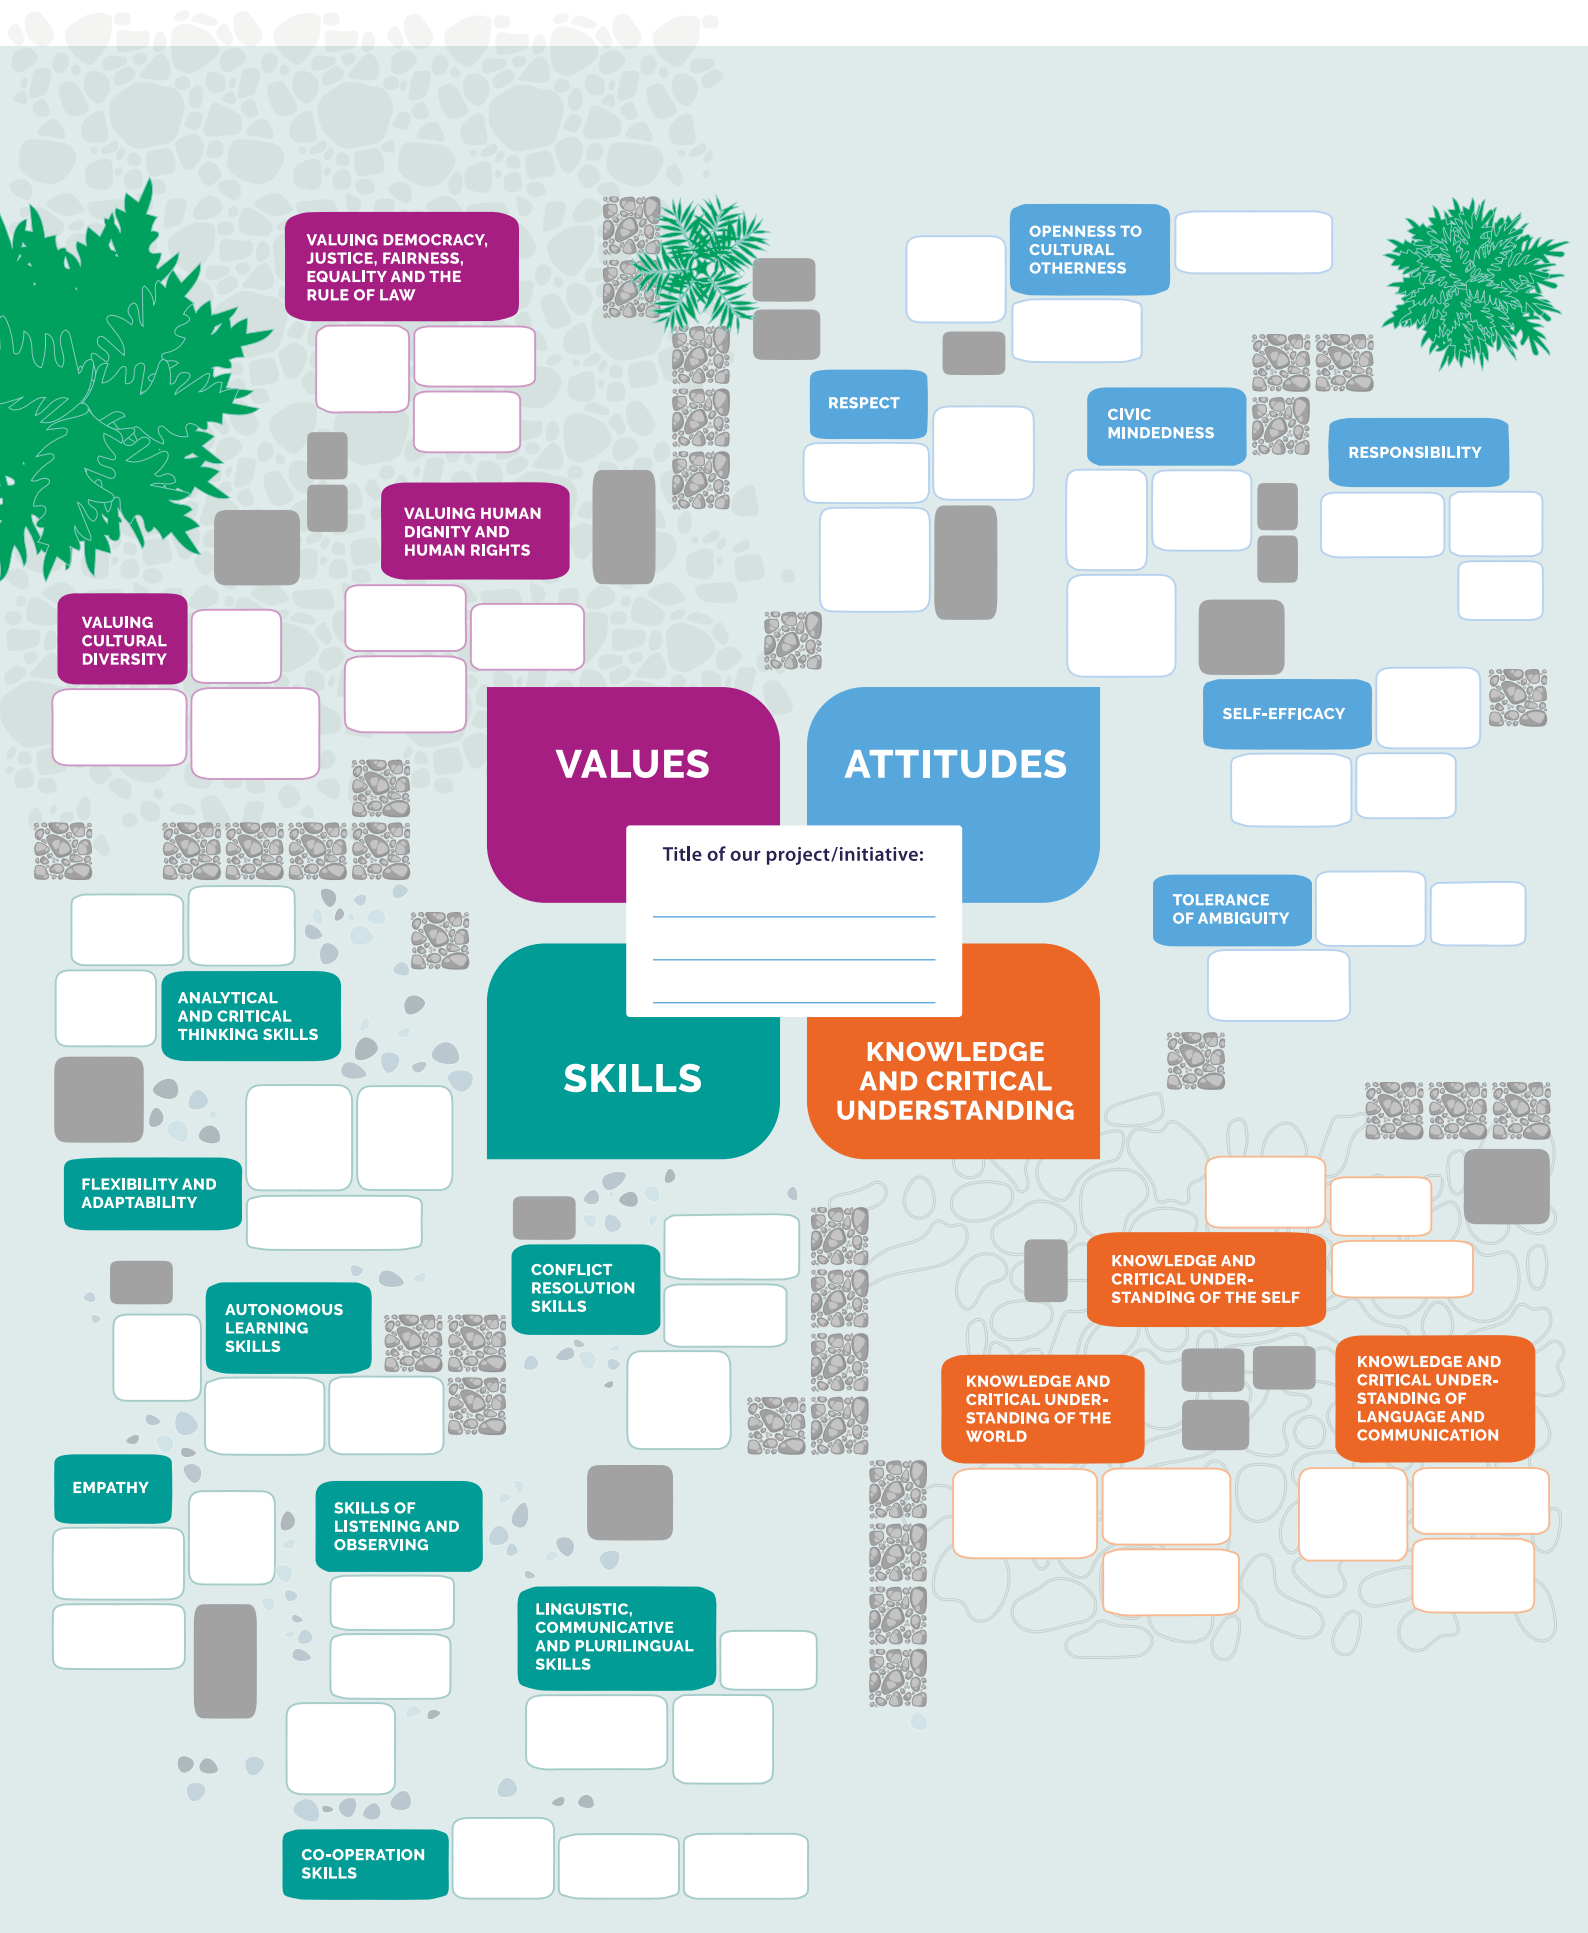 VALUING DEMOCRACY,
JUSTICE, FAIRNESS,
EQUALITY AND THE
RULE OF LAW
VALUING HUMAN
DIGNITY AND
HUMAN RIGHTS
VALUING
CULTURAL
DIVERSITY
OPENNESS TO
CULTURAL
OTHERNESS
RESPECT
CIVIC
MINDEDNESS
RESPONSIBILITY
SELF-EFFICACY
TOLERANCE
OF AMBIGUITY
VALUES
ATTITUDES
Title of our project/initiative:
SKILLS
KNOWLEDGE
AND CRITICAL
UNDERSTANDING
ANALYTICAL
AND CRITICAL
THINKING SKILLS
FLEXIBILITY AND
ADAPTABILITY
AUTONOMOUS
LEARNING
SKILLS
CONFLICT
RESOLUTION
SKILLS
EMPATHY
SKILLS OF
LISTENING AND
OBSERVING
LINGUISTIC,
COMMUNICATIVE
AND PLURILINGUAL
SKILLS
CO-OPERATION
SKILLS
KNOWLEDGE AND
CRITICAL UNDER-
STANDING OF THE SELF
KNOWLEDGE AND
CRITICAL UNDER-
STANDING OF THE
WORLD
KNOWLEDGE AND
CRITICAL UNDER-
STANDING OF
LANGUAGE AND
COMMUNICATION